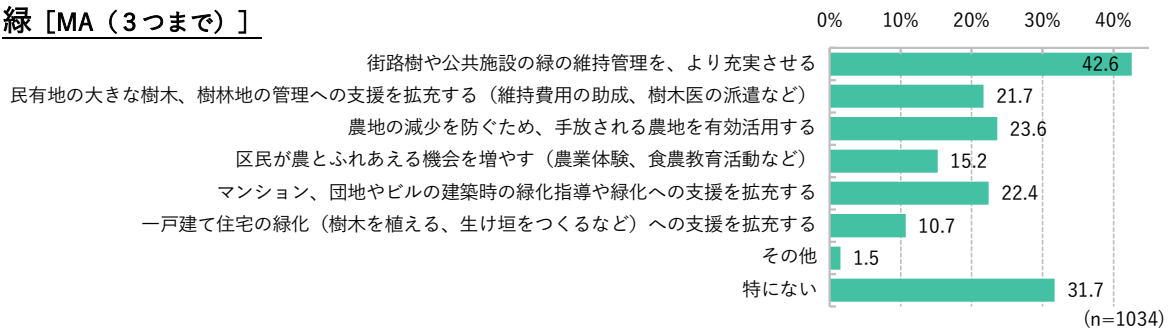 緑［MA（３つまで）］
0% 10% 20% 30% 40%
街路樹や公共施設の緑の維持管理を、より充実させる 42.6
民有地の大きな樹木、樹林地の管理への支援を拡充する（維持費用の助成、樹木医の派遣など） 21.7
農地の減少を防ぐため、手放される農地を有効活用する 23.6
区民が農とふれあえる機会を増やす（農業体験、食農教育活動など） 15.2
マンション、団地やビルの建築時の緑化指導や緑化への支援を拡充する 22.4
一戸建て住宅の緑化（樹木を植える、生け垣をつくるなど）への支援を拡充する 10.7
その他 1.5
特にない 31.7
(n=1034)